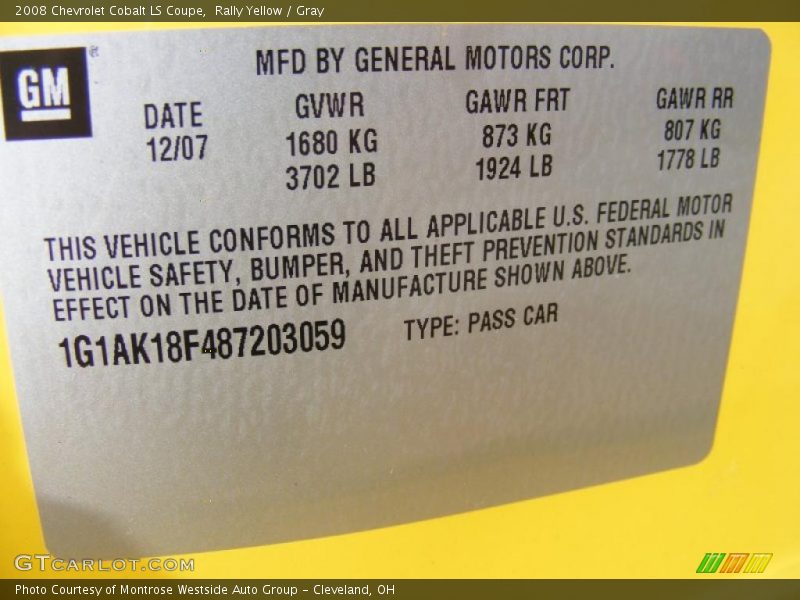 2008 Chevrolet Cobalt LS Coupe,  Rally Yellow / Gray
GM
MFD BY GENERAL MOTORS CORP.
DATE GVWR GAWR FRT GAWR RR
12/07 1680 KG 873 KG 807 KG
3702 LB 1924 LB 1778 LB
THIS VEHICLE CONFORMS TO ALL APPLICABLE U.S. FEDERAL MOTOR
VEHICLE SAFETY, BUMPER, AND THEFT PREVENTION STANDARDS IN
EFFECT ON THE DATE OF MANUFACTURE SHOWN ABOVE.
1G1AK18F487203059 TYPE: PASS CAR
GTCARLOT.COM
Photo Courtesy of Montrose Westside Auto Group - Cleveland, OH